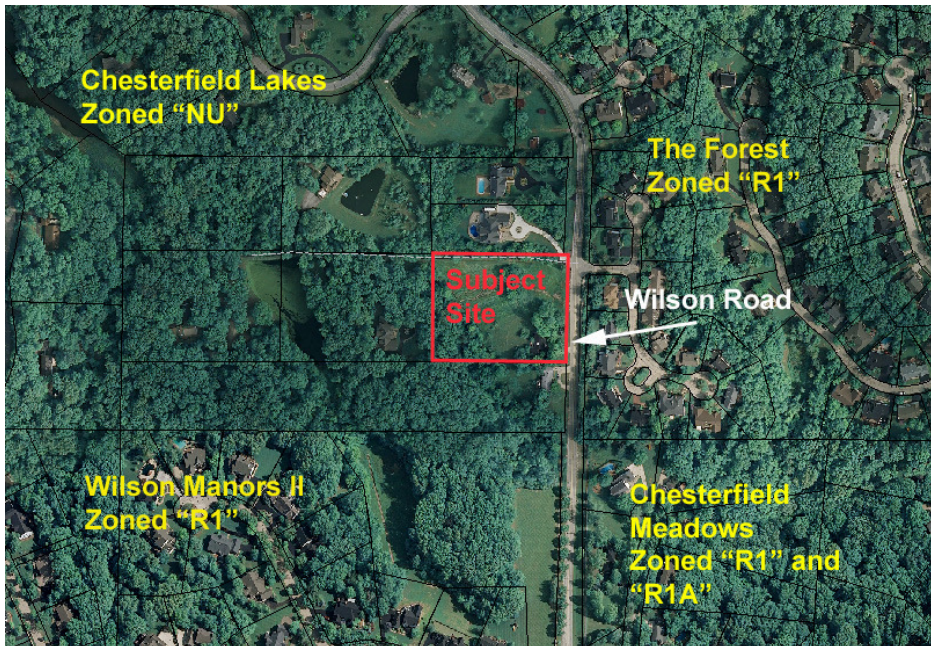 Chesterfield Lakes
Zoned “NU”
The Forest
Zoned “R1”
Subject
Site
Wilson Road
Wilson Manors II
Zoned “R1”
Chesterfield
Meadows
Zoned “R1” and
“R1A”